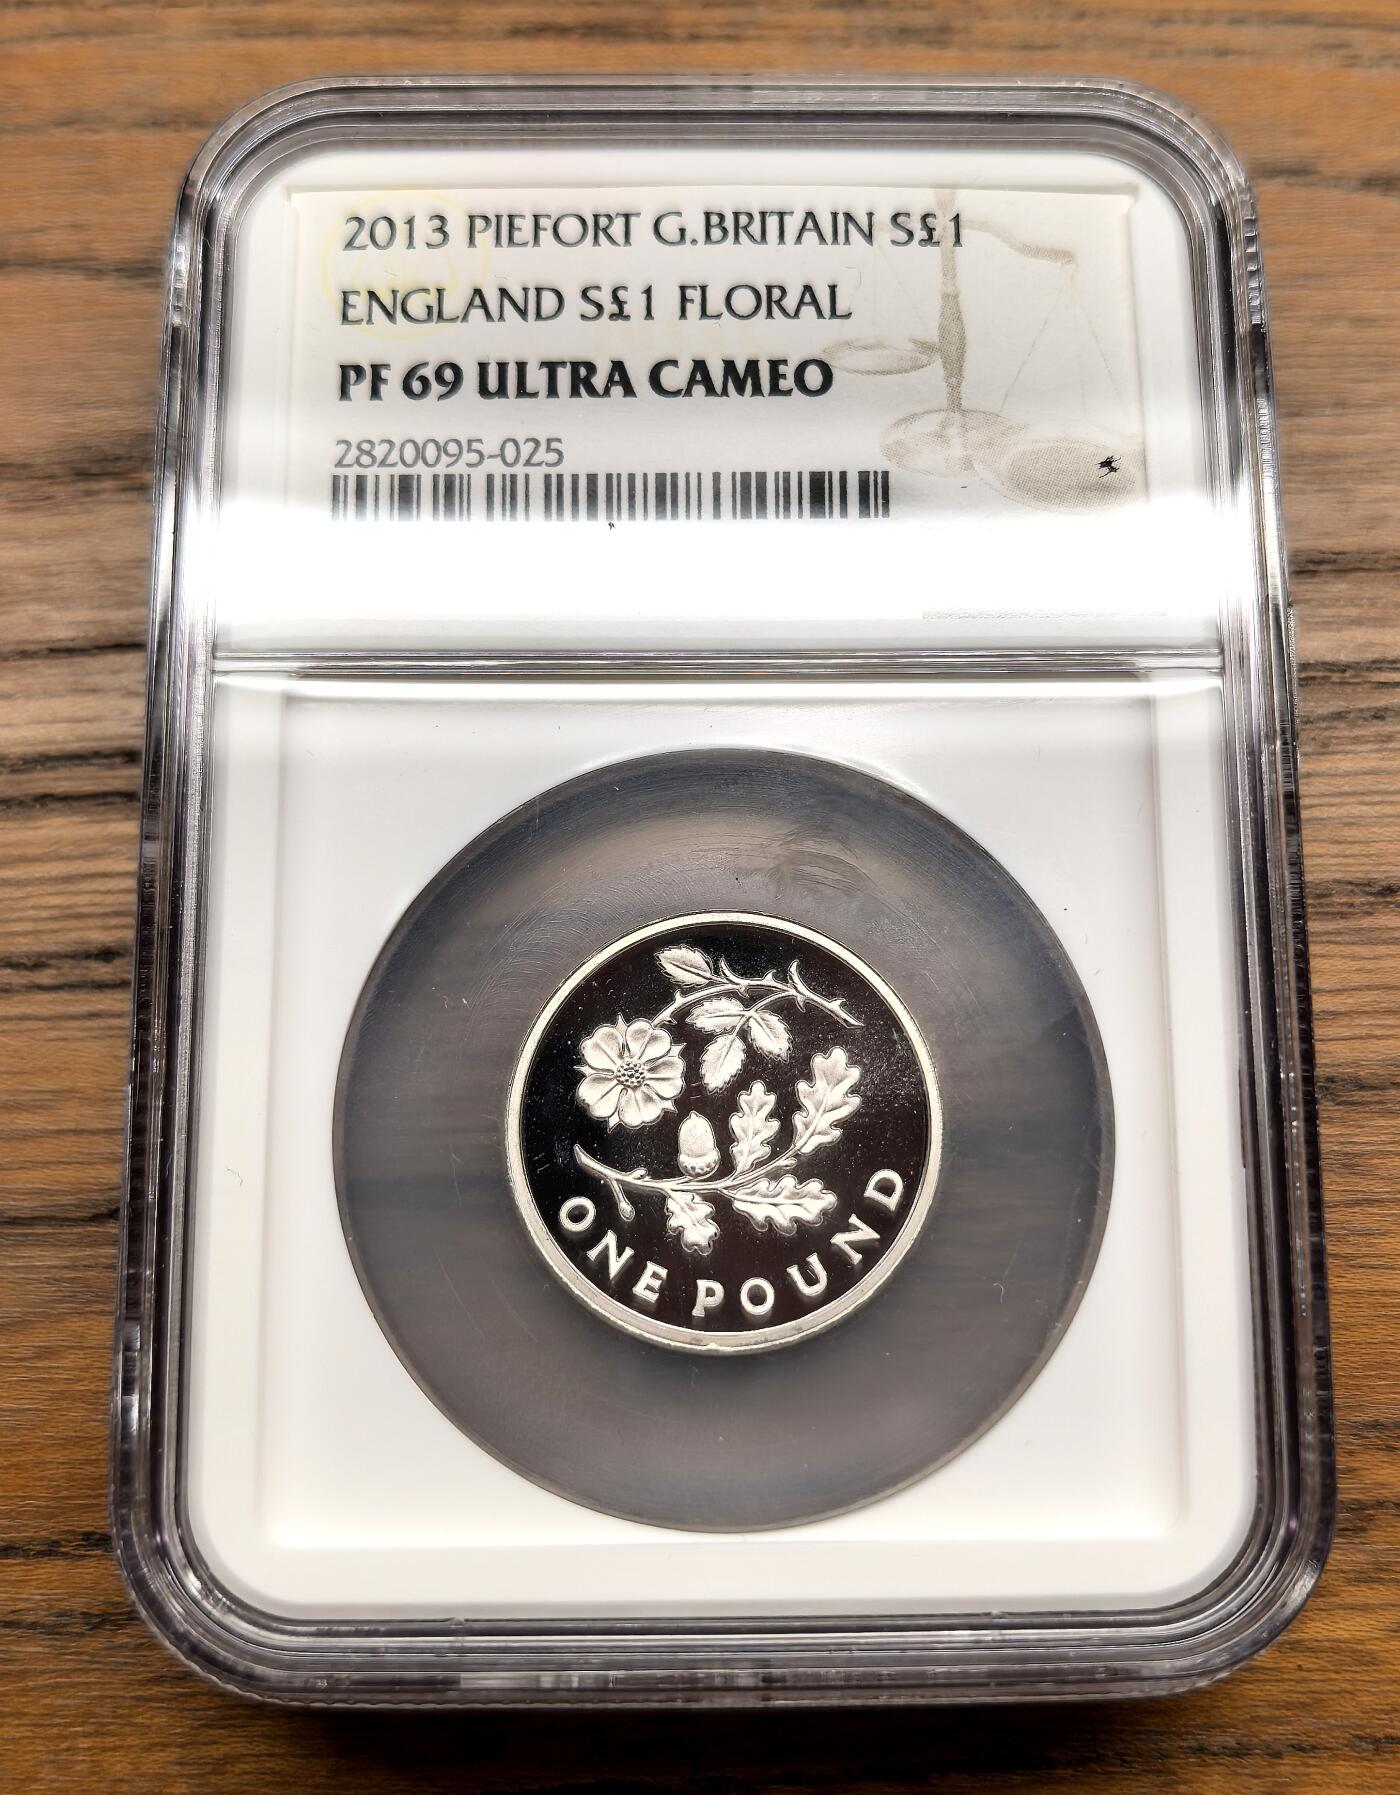 2013 PIEFORT G.BRITAIN S£1
ENGLAND S£1 FLORAL
PF 69 ULTRA CAMEO
2820095-025
ONE POUND